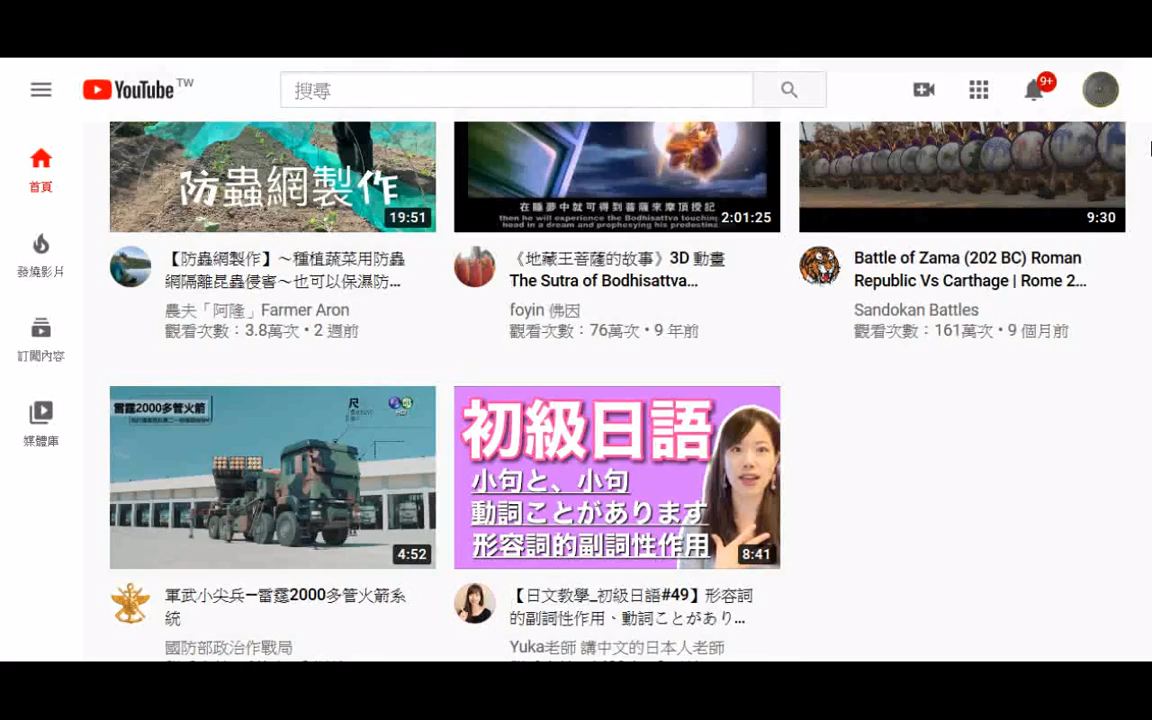 YouTube TW
搜尋
9+
首頁
發燒影片
訂閱內容
媒體庫
防蟲網製作
19:51
在睡夢中就可得到菩薩來摩頂授記
then he will experience the Bodhisattva touching
head in a dream and prophesying his predestin
2:01:25
9:30
【防蟲網製作】～種植蔬菜用防蟲
網隔離昆蟲侵害～也可以保濕防...
農夫「阿隆」Farmer Aron
觀看次數：3.8萬次 • 2 週前
《地藏王菩薩的故事》3D 動畫
The Sutra of Bodhisattva...
foyin 佛因
觀看次數：76萬次 • 9 年前
Battle of Zama (202 BC) Roman
Republic Vs Carthage | Rome 2...
Sandokan Battles
觀看次數：161萬次 • 9 個月前
雷霆2000多管火箭
4:52
初級日語
小句と、小句
動詞ことがあります
形容詞的副詞性作用
8:41
軍武小尖兵—雷霆2000多管火箭系
統
國防部政治作戰局
【日文教學_初級日語#49】形容詞
的副詞性作用、動詞ことがあり...
Yuka老師 講中文的日本人老師